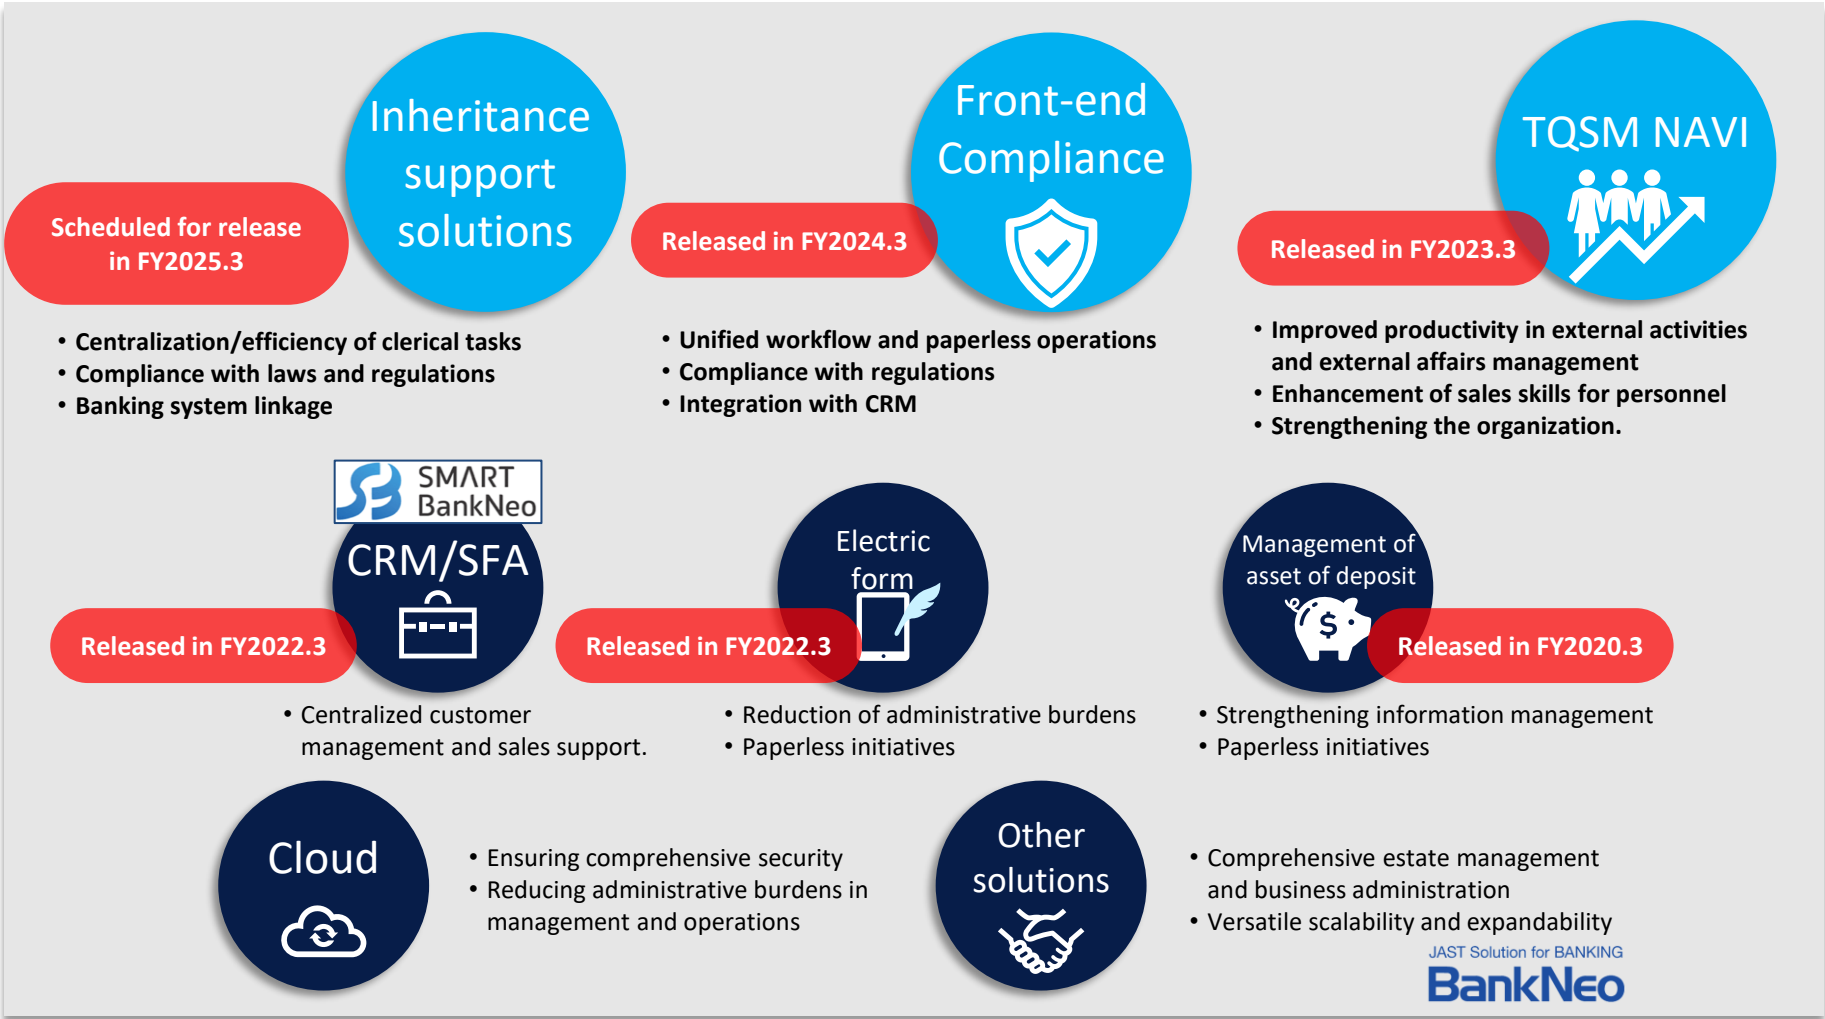 Inheritance
support
solutions
Scheduled for release
in FY2025.3
• Centralization/efficiency of clerical tasks
• Compliance with laws and regulations
• Banking system linkage
Front-end
Compliance
Released in FY2024.3
• Unified workflow and paperless operations
• Compliance with regulations
• Integration with CRM
TQSM NAVI
Released in FY2023.3
• Improved productivity in external activities
and external affairs management
• Enhancement of sales skills for personnel
• Strengthening the organization.
SMART
BankNeo
CRM/SFA
Released in FY2022.3
• Centralized customer
management and sales support.
Electric
form
Released in FY2022.3
• Reduction of administrative burdens
• Paperless initiatives
Management of
asset of deposit
$
Released in FY2020.3
• Strengthening information management
• Paperless initiatives
Cloud
• Ensuring comprehensive security
• Reducing administrative burdens in
management and operations
Other
solutions
• Comprehensive estate management
and business administration
• Versatile scalability and expandability
JAST Solution for BANKING
BankNeo